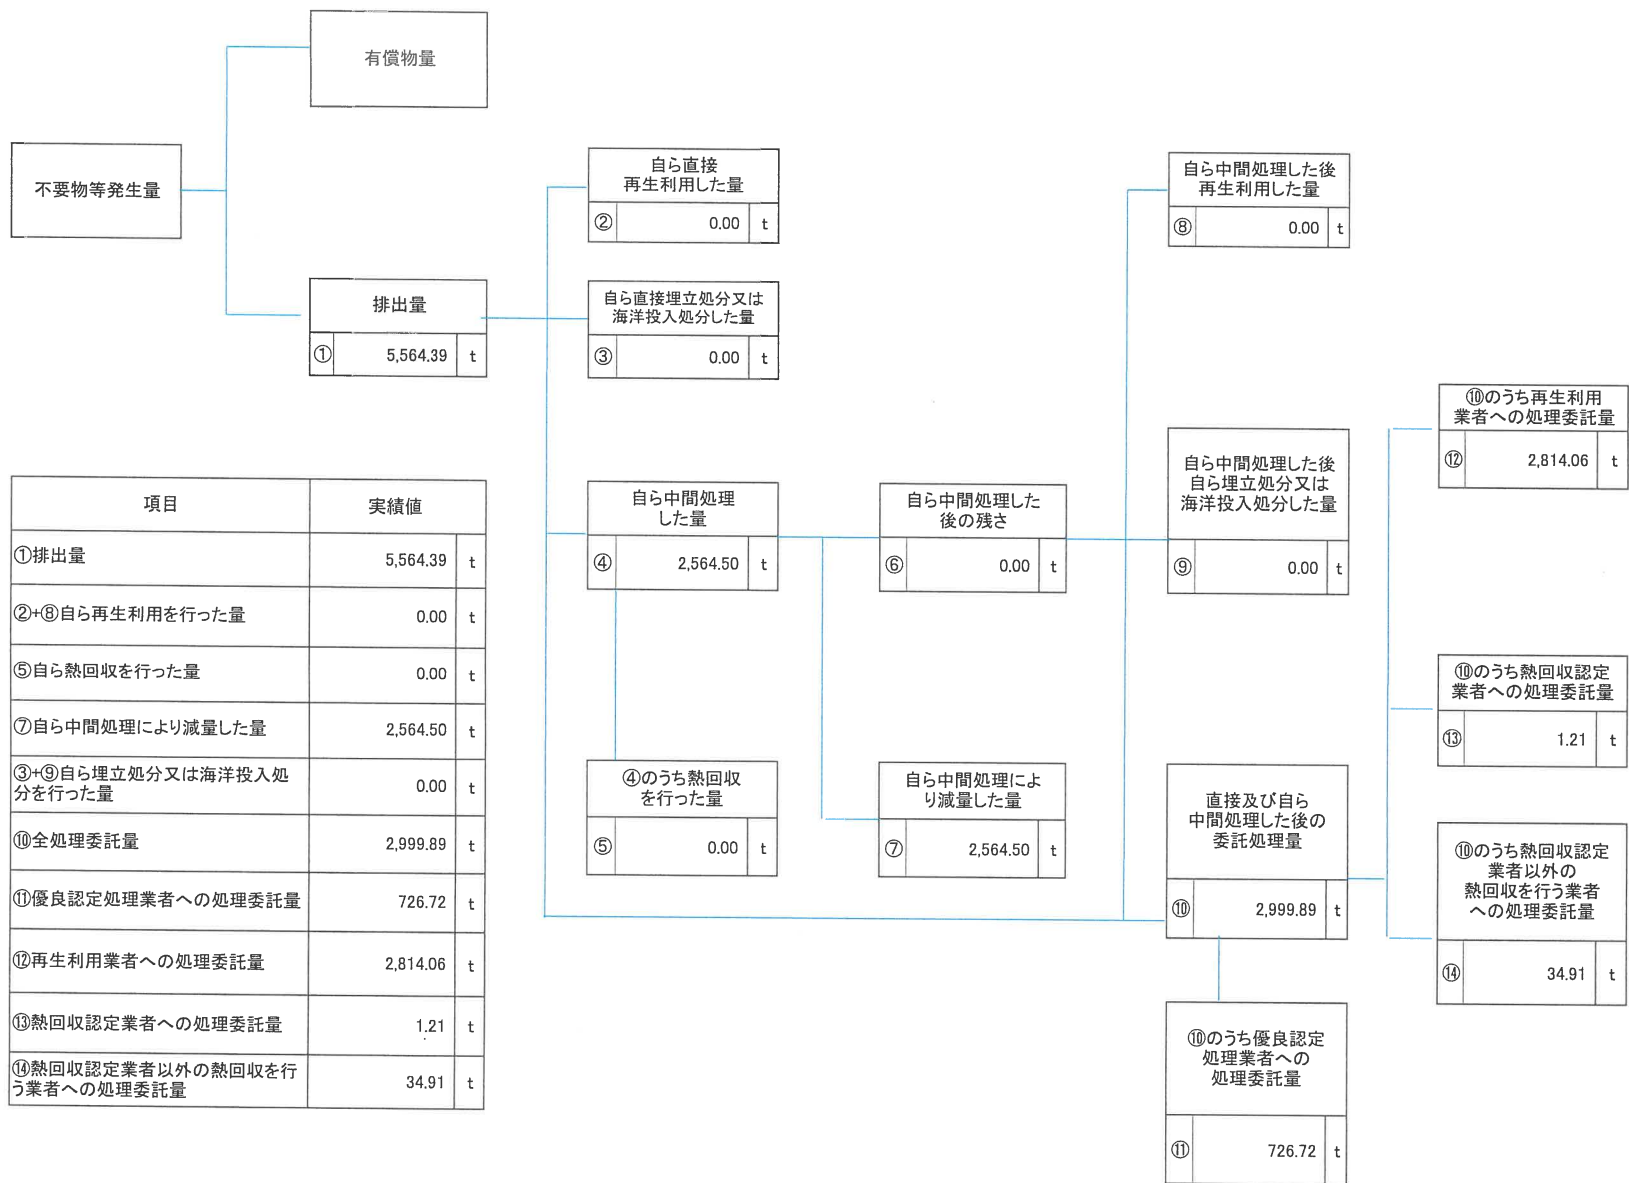 有償物量
不要物等発生量
排出量
① 5,564.39 t
自ら直接
再生利用した量
② 0.00 t
自ら直接埋立処分又は
海洋投入処分した量
③ 0.00 t
自ら中間処理
した量
④ 2,564.50 t
④のうち熱回収
を行った量
⑤ 0.00 t
自ら中間処理した
後の残さ
⑥ 0.00 t
自ら中間処理によ
り減量した量
⑦ 2,564.50 t
自ら中間処理した後
再生利用した量
⑧ 0.00 t
自ら中間処理した後
自ら埋立処分又は
海洋投入処分した量
⑨ 0.00 t
直接及び自ら
中間処理した後の
委託処理量
⑩ 2,999.89 t
⑩のうち優良認定
処理業者への
処理委託量
⑪ 726.72 t
⑩のうち再生利用
業者への処理委託量
⑫ 2,814.06 t
⑩のうち熱回収認定
業者への処理委託量
⑬ 1.21 t
⑩のうち熱回収認定
業者以外の
熱回収を行う業者
への処理委託量
⑭ 34.91 t
項目 実績値
①排出量 5,564.39 t
②+⑧自ら再生利用を行った量 0.00 t
⑤自ら熱回収を行った量 0.00 t
⑦自ら中間処理により減量した量 2,564.50 t
③+⑨自ら埋立処分又は海洋投入処
分を行った量 0.00 t
⑩全処理委託量 2,999.89 t
⑪優良認定処理業者への処理委託量 726.72 t
⑫再生利用業者への処理委託量 2,814.06 t
⑬熱回収認定業者への処理委託量 1.21 t
⑭熱回収認定業者以外の熱回収を行
う業者への処理委託量 34.91 t